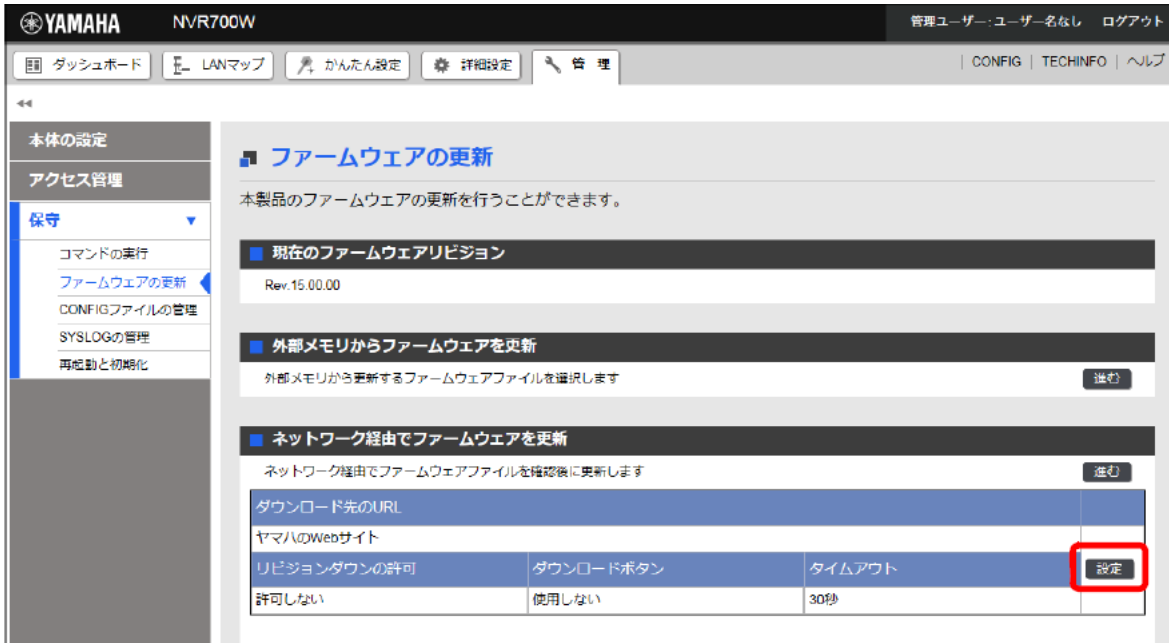 YAMAHA NVR700W 管理ユーザー:ユーザー名なし ログアウト
ダッシュボード LANマップ かんたん設定 詳細設定 管理 | CONFIG | TECHINFO | ヘルプ
本体の設定
アクセス管理
保守
コマンドの実行
ファームウェアの更新
CONFIGファイルの管理
SYSLOGの管理
再起動と初期化
ファームウェアの更新
本製品のファームウェアの更新を行うことができます。
現在のファームウェアリビジョン
Rev.15.00.00
外部メモリからファームウェアを更新
外部メモリから更新するファームウェアファイルを選択します 進む
ネットワーク経由でファームウェアを更新
ネットワーク経由でファームウェアファイルを確認後に更新します 進む
ダウンロード先のURL
ヤマハのWebサイト
リビジョンダウンの許可 ダウンロードボタン タイムアウト 設定
許可しない 使用しない 30秒